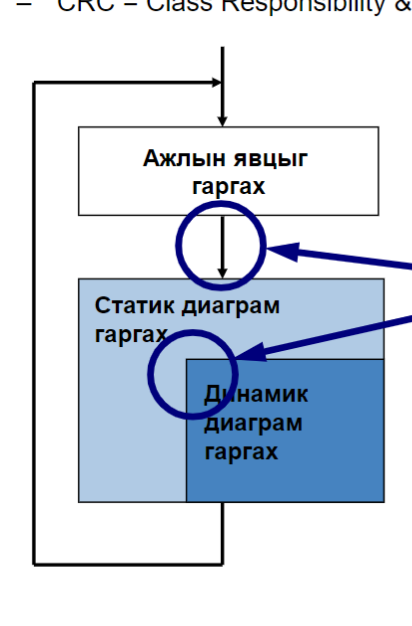 – CRC = Class Responsibility &
Ажлын явцыг
гаргах
Статик диаграм
гаргах
Динамик
диаграм
гаргах